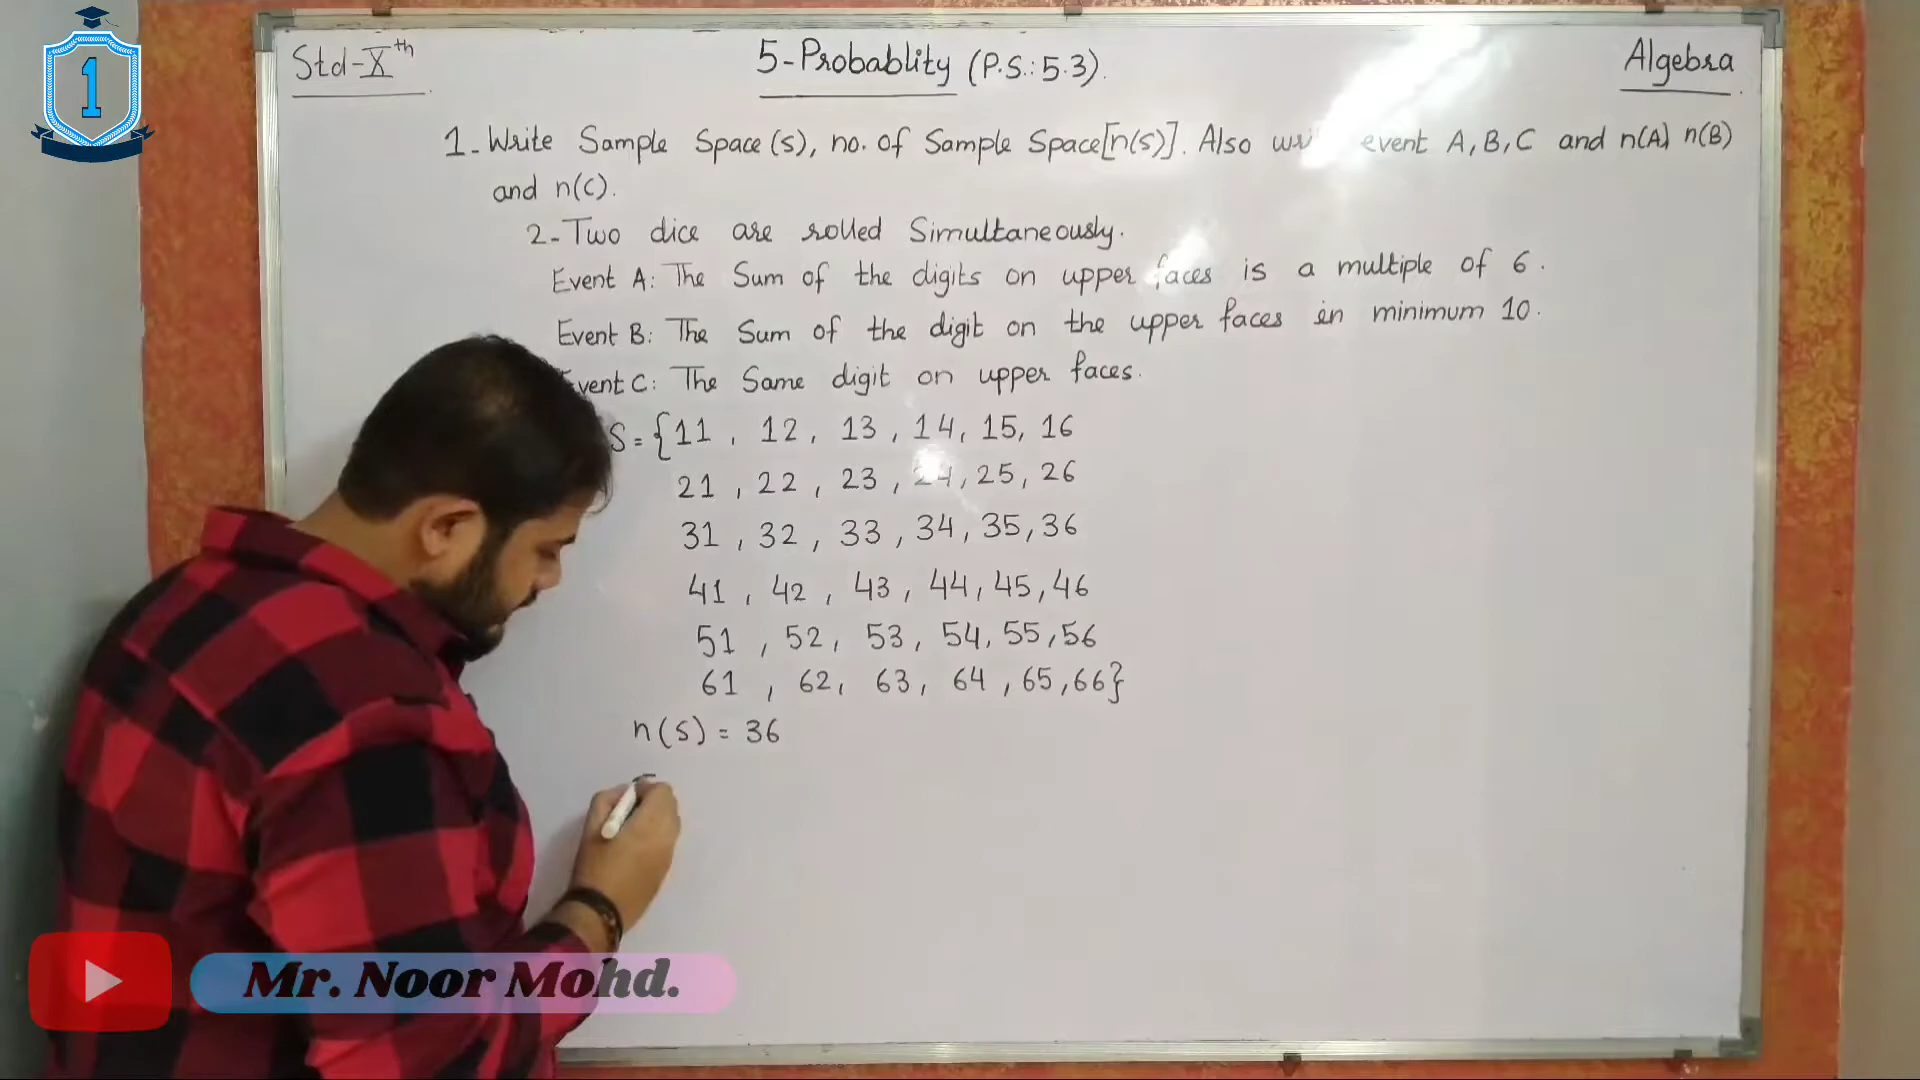 1
Std-Xth
5-Probablity (P.S.:5.3).
Algebra
1- Write Sample Space (s), no. of Sample Space[n(s)]. Also event A, B, C and n(A) n(B)
and n(c).
2- Two dice are rolled Simultaneously.
Event A: The Sum of the digits on upper faces is a multiple of 6.
Event B: The Sum of the digit on the upper faces in minimum 10.
vent C: The Same digit on upper faces.
S = {11, 12, 13, 14, 15, 16
21, 22, 23, 24, 25, 26
31, 32, 33, 34, 35, 36
41, 42, 43, 44, 45, 46
51, 52, 53, 54, 55, 56
61, 62, 63, 64, 65, 66}
n(s) = 36
Mr. Noor Mohd.